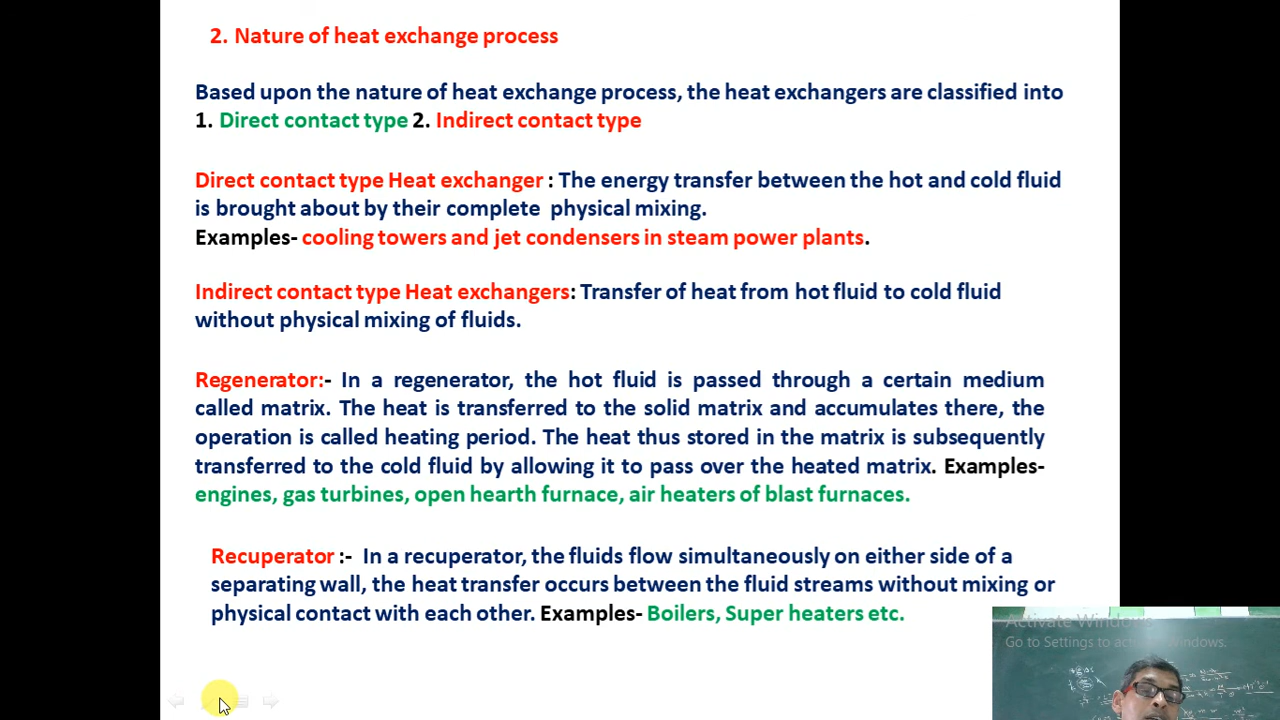 2. Nature of heat exchange process
Based upon the nature of heat exchange process, the heat exchangers are classified into
1. Direct contact type 2. Indirect contact type
Direct contact type Heat exchanger : The energy transfer between the hot and cold fluid
is brought about by their complete physical mixing.
Examples- cooling towers and jet condensers in steam power plants.
Indirect contact type Heat exchangers: Transfer of heat from hot fluid to cold fluid
without physical mixing of fluids.
Regenerator:- In a regenerator, the hot fluid is passed through a certain medium
called matrix. The heat is transferred to the solid matrix and accumulates there, the
operation is called heating period. The heat thus stored in the matrix is subsequently
transferred to the cold fluid by allowing it to pass over the heated matrix. Examples-
engines, gas turbines, open hearth furnace, air heaters of blast furnaces.
Recuperator :- In a recuperator, the fluids flow simultaneously on either side of a
separating wall, the heat transfer occurs between the fluid streams without mixing or
physical contact with each other. Examples- Boilers, Super heaters etc.
Activate Windows
Go to Settings to activate Windows.